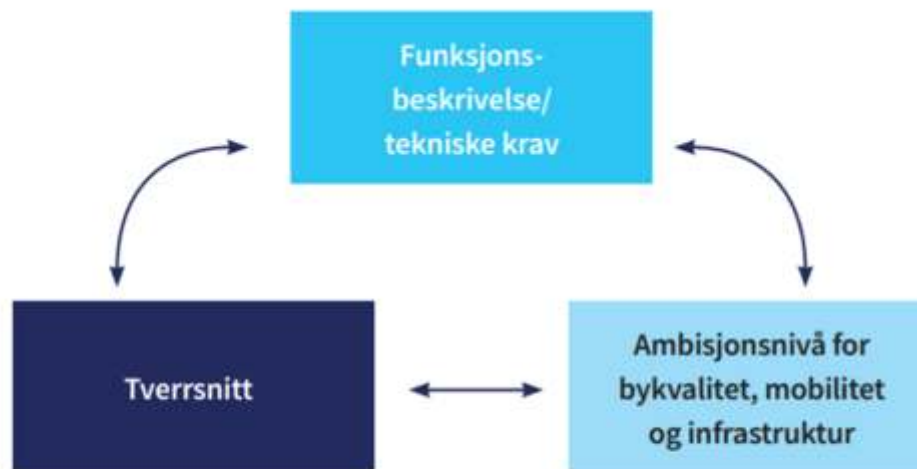 Funksjons-
beskrivelse/
tekniske krav
Tverrsnitt
Ambisjonsnivå for
bykvalitet, mobilitet
og infrastruktur